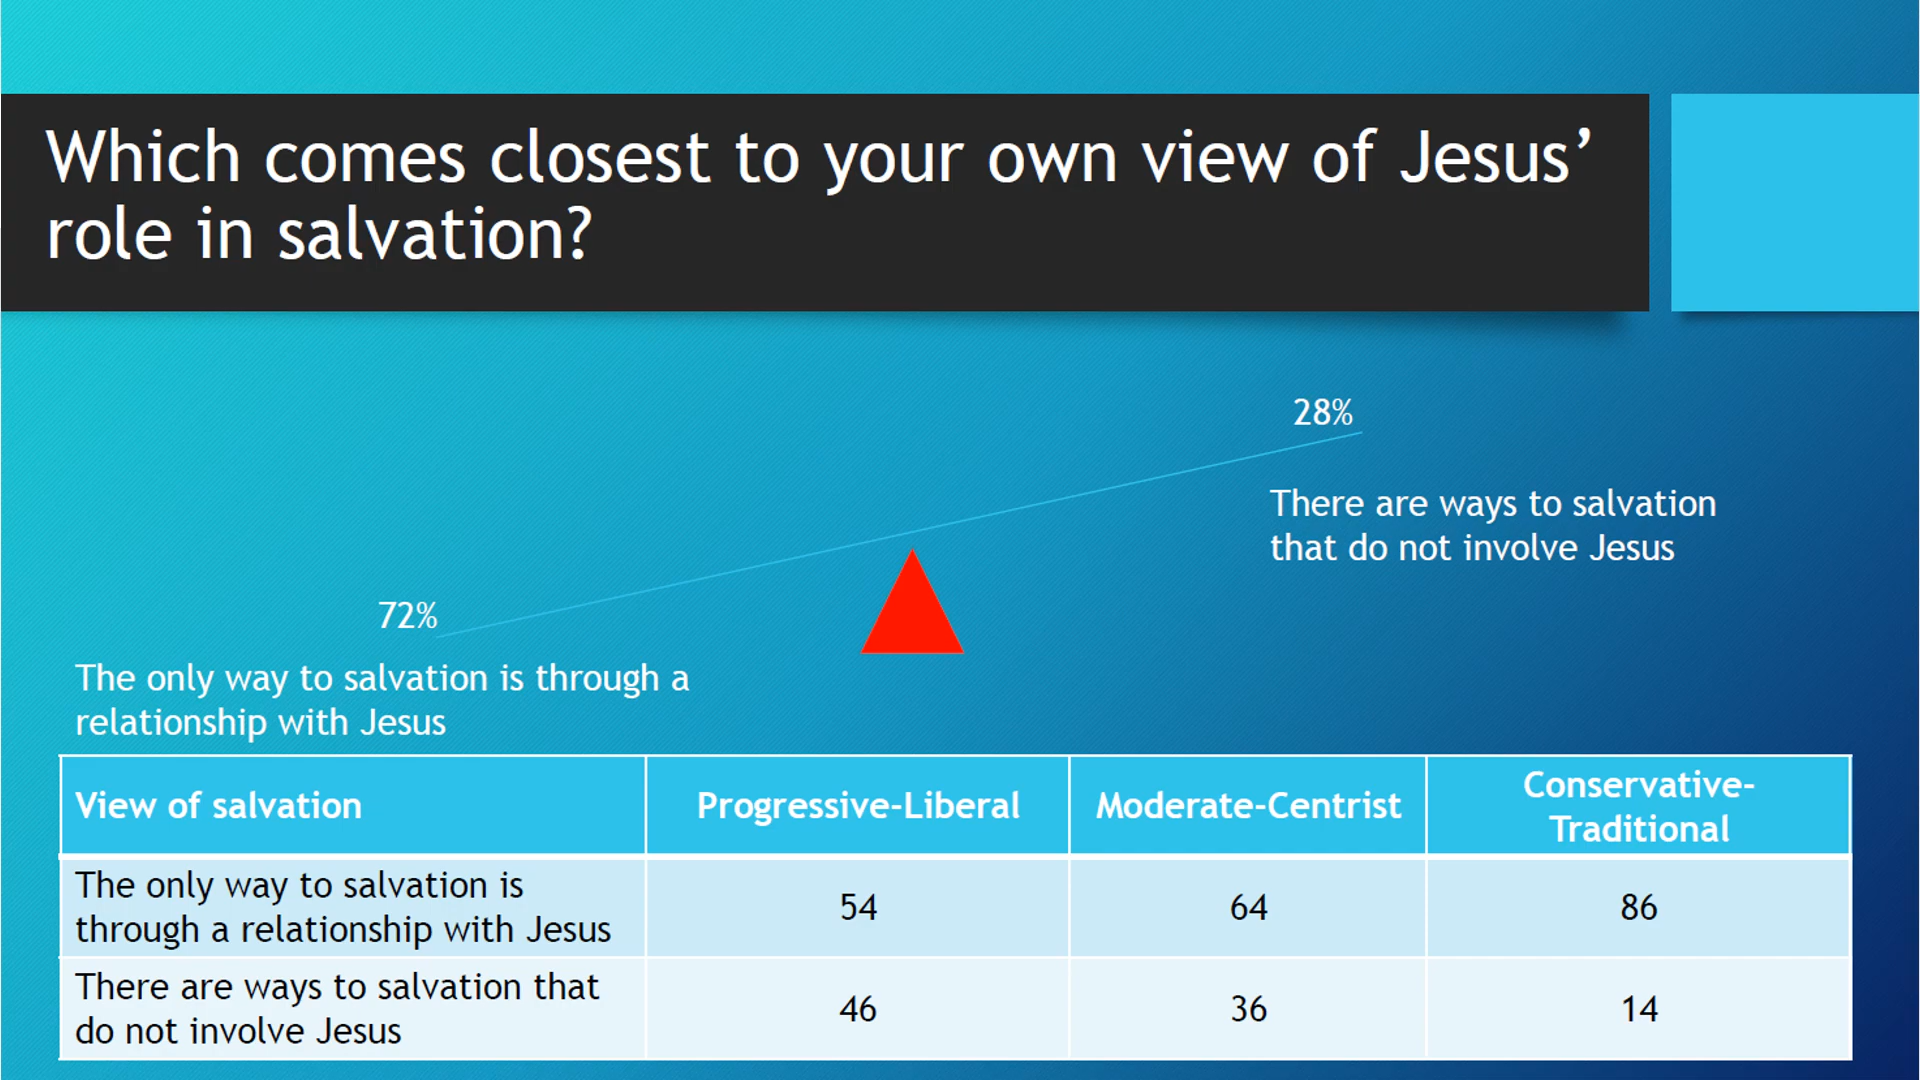 Which comes closest to your own view of Jesus’
role in salvation?
28%
There are ways to salvation
that do not involve Jesus
72%
The only way to salvation is through a
relationship with Jesus
View of salvation
Progressive-Liberal
Moderate-Centrist
Conservative-
Traditional
The only way to salvation is
through a relationship with Jesus
54
64
86
There are ways to salvation that
do not involve Jesus
46
36
14